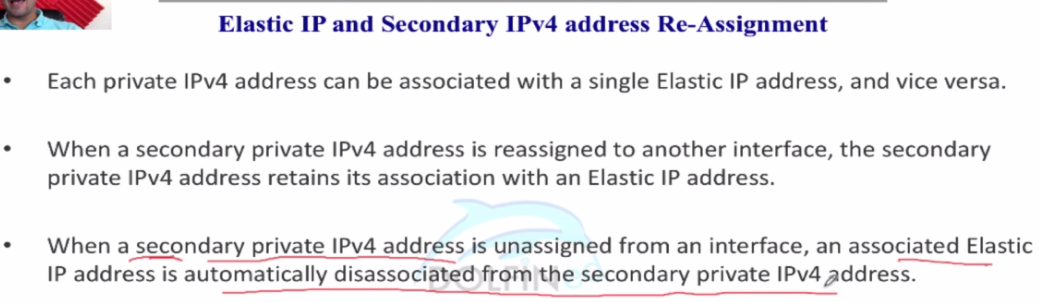 Elastic IP and Secondary IPv4 address Re-Assignment
• Each private IPv4 address can be associated with a single Elastic IP address, and vice versa.
• When a secondary private IPv4 address is reassigned to another interface, the secondary
private IPv4 address retains its association with an Elastic IP address.
• When a secondary private IPv4 address is unassigned from an interface, an associated Elastic
IP address is automatically disassociated from the secondary private IPv4 address.